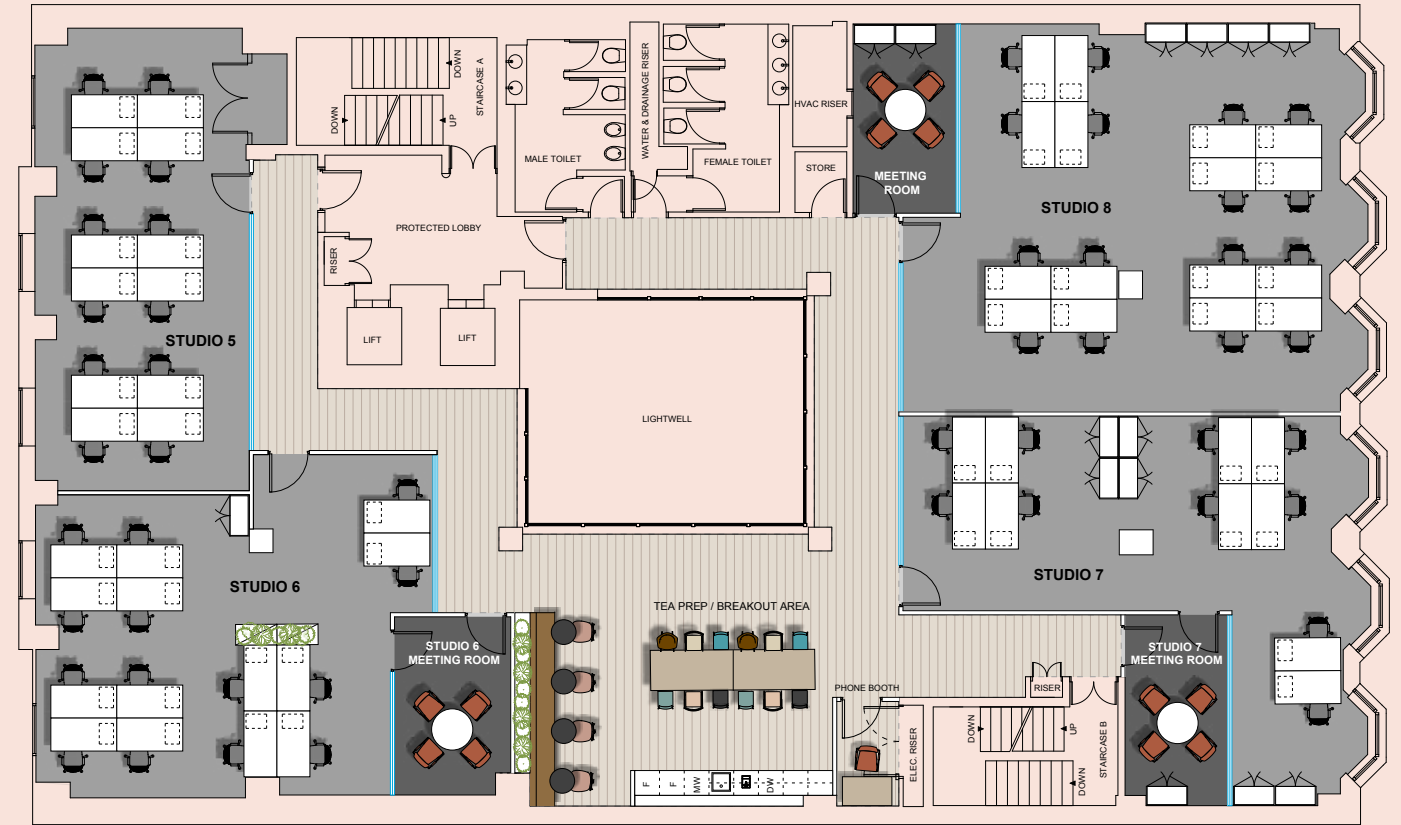 DOWN
DOWN
UP
STAIRCASE A
MALE TOILET
WATER & DRAINAGE RISER
FEMALE TOILET
HVAC RISER
STORE
MEETING
ROOM
STUDIO 8
PROTECTED LOBBY
RISER
LIFT
LIFT
STUDIO 5
LIGHTWELL
STUDIO 6
STUDIO 7
TEA PREP / BREAKOUT AREA
STUDIO 6
MEETING ROOM
STUDIO 7
MEETING ROOM
PHONE BOOTH
RISER
ELEC. RISER
DOWN
UP
DOWN
STAIRCASE B
F
F
MW
DW